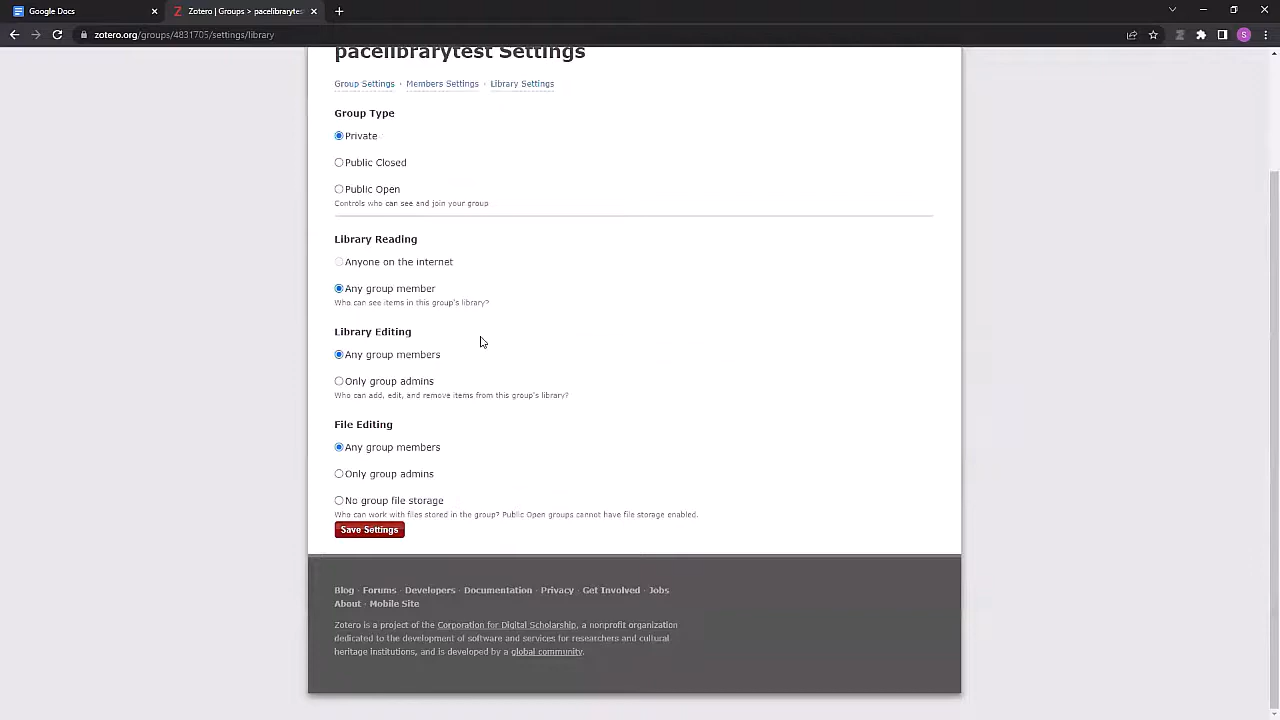 Google Docs
Zotero | Groups > pacelibrarytes
zotero.org/groups/4831705/settings/library
S
pacelibrarytest Settings
Group Settings · Members Settings · Library Settings
Group Type
Private
Public Closed
Public Open
Controls who can see and join your group
Library Reading
Anyone on the internet
Any group member
Who can see items in this group's library?
Library Editing
Any group members
Only group admins
Who can add, edit, and remove items from this group's library?
File Editing
Any group members
Only group admins
No group file storage
Who can work with files stored in the group? Public Open groups cannot have file storage enabled.
Save Settings
Blog · Forums · Developers · Documentation · Privacy · Get Involved · Jobs
About · Mobile Site
Zotero is a project of the Corporation for Digital Scholarship, a nonprofit organization
dedicated to the development of software and services for researchers and cultural
heritage institutions, and is developed by a global community.